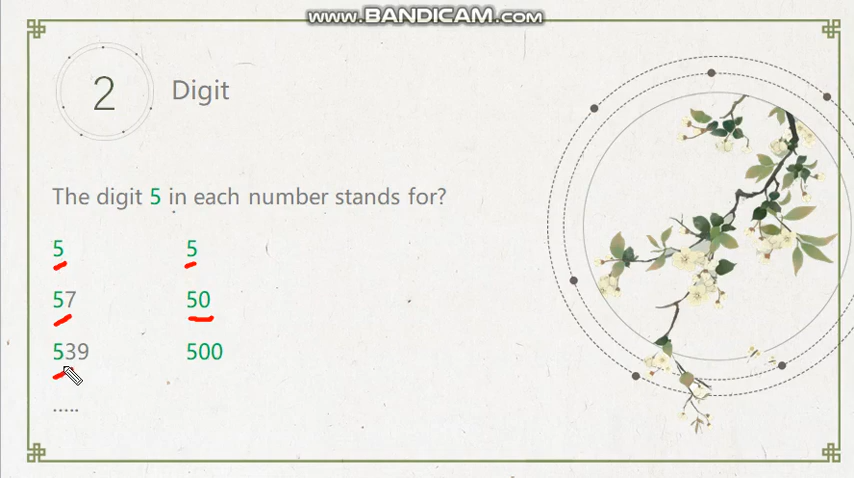 www.BANDICAM.com
2 Digit
The digit 5 in each number stands for?
5 5
57 50
539 500
.....